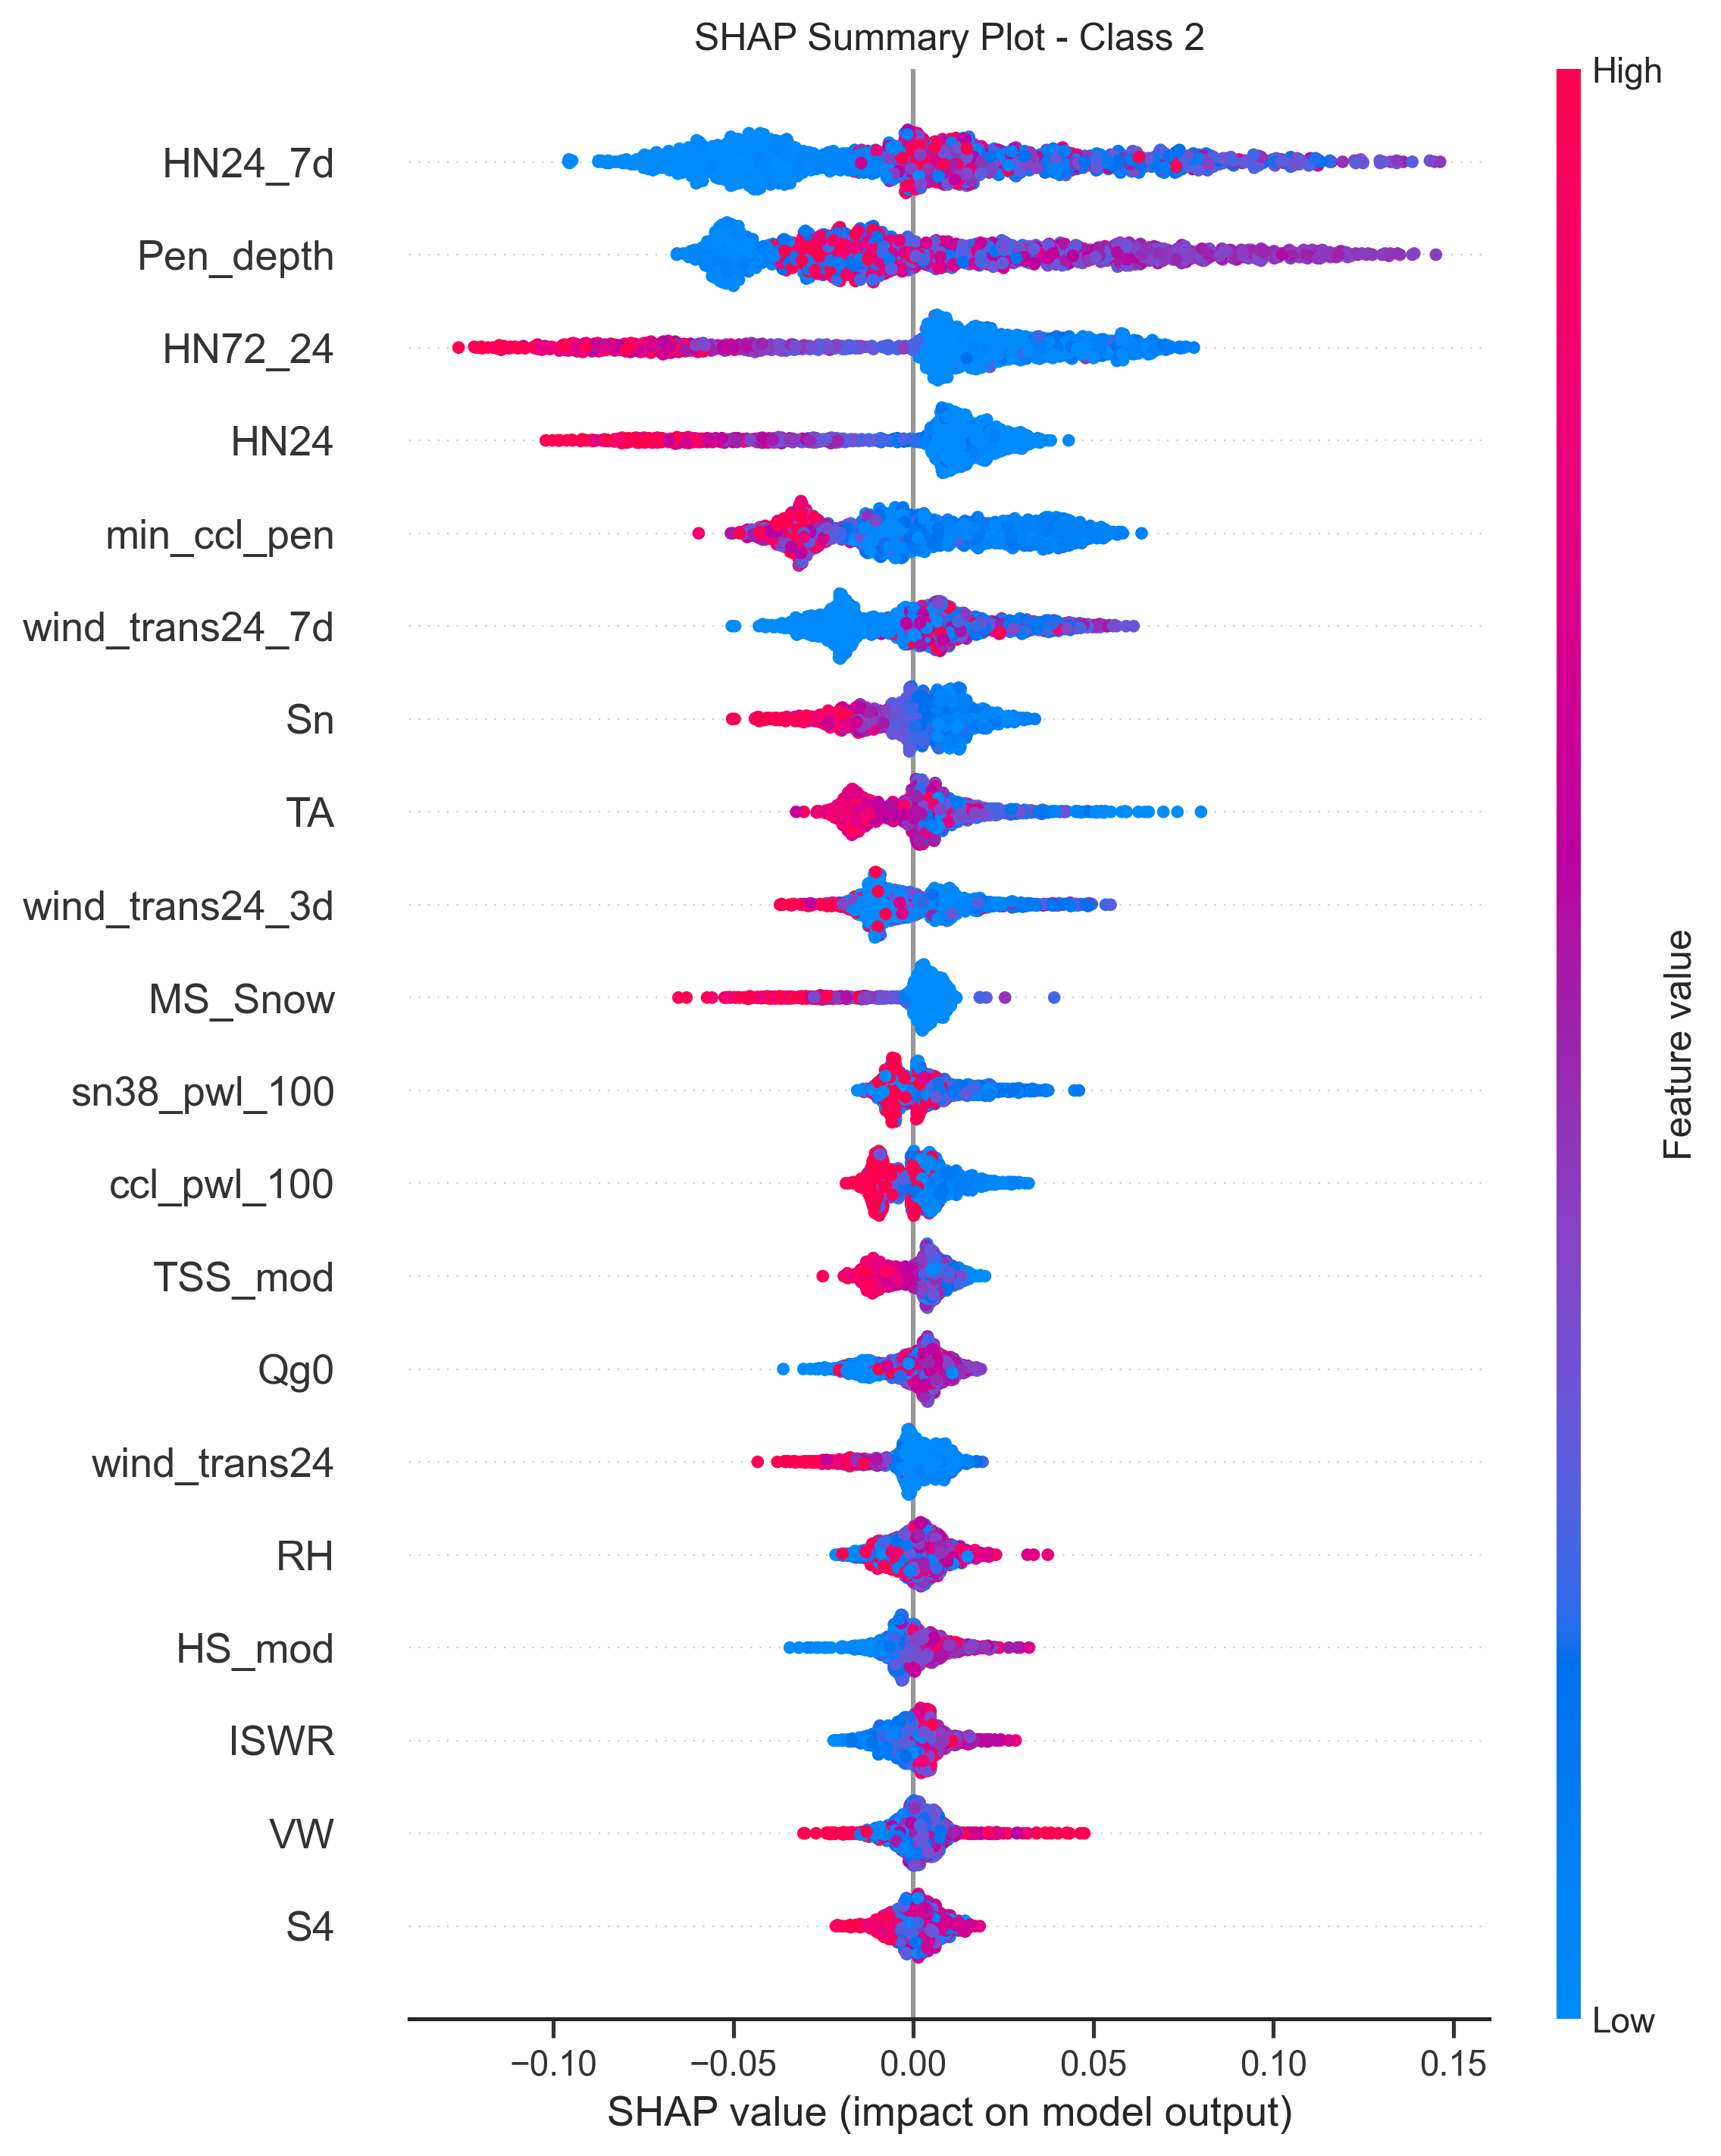 SHAP Summary Plot - Class 2
High
HN24_7d
Pen_depth
HN72_24
HN24
min_ccl_pen
wind_trans24_7d
Sn
TA
wind_trans24_3d
MS_Snow
sn38_pwl_100
ccl_pwl_100
TSS_mod
Qg0
wind_trans24
RH
HS_mod
ISWR
VW
S4
Feature value
Low
−0.10 −0.05 0.00 0.05 0.10 0.15
SHAP value (impact on model output)